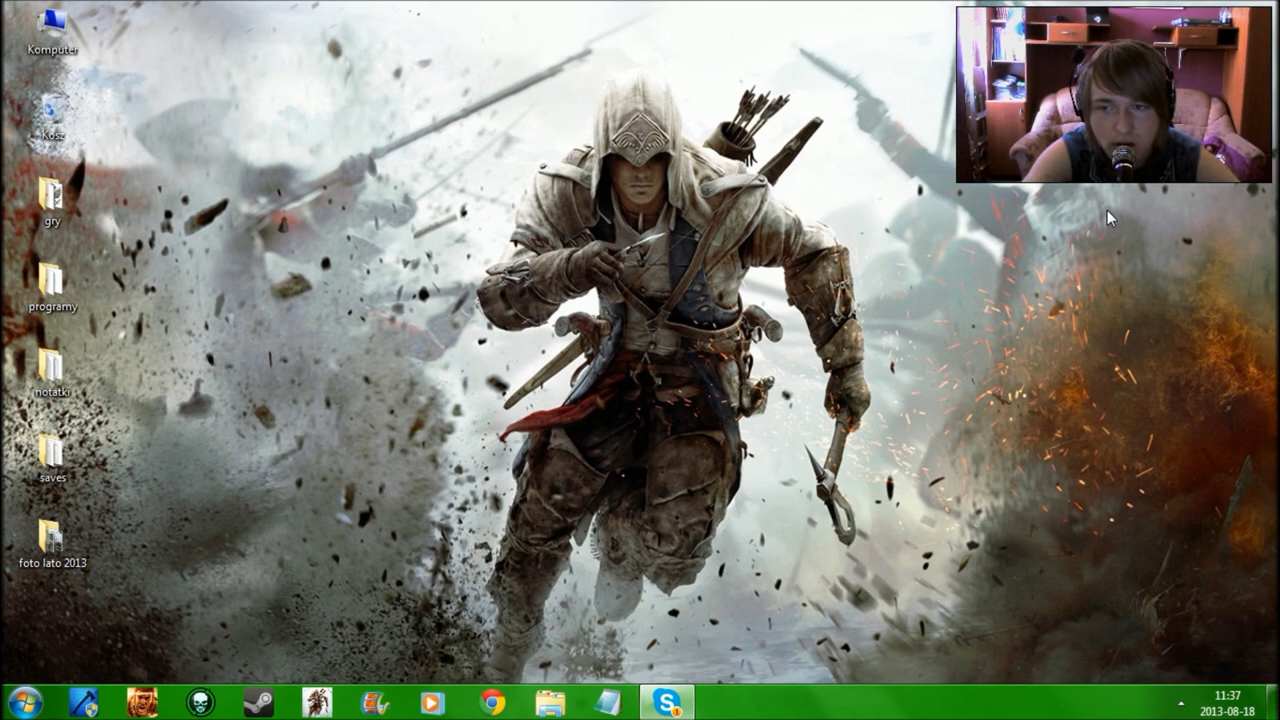 Komputer
Kosz
gry
programy
notatki
saves
foto lato 2013
11:37
2013-08-18